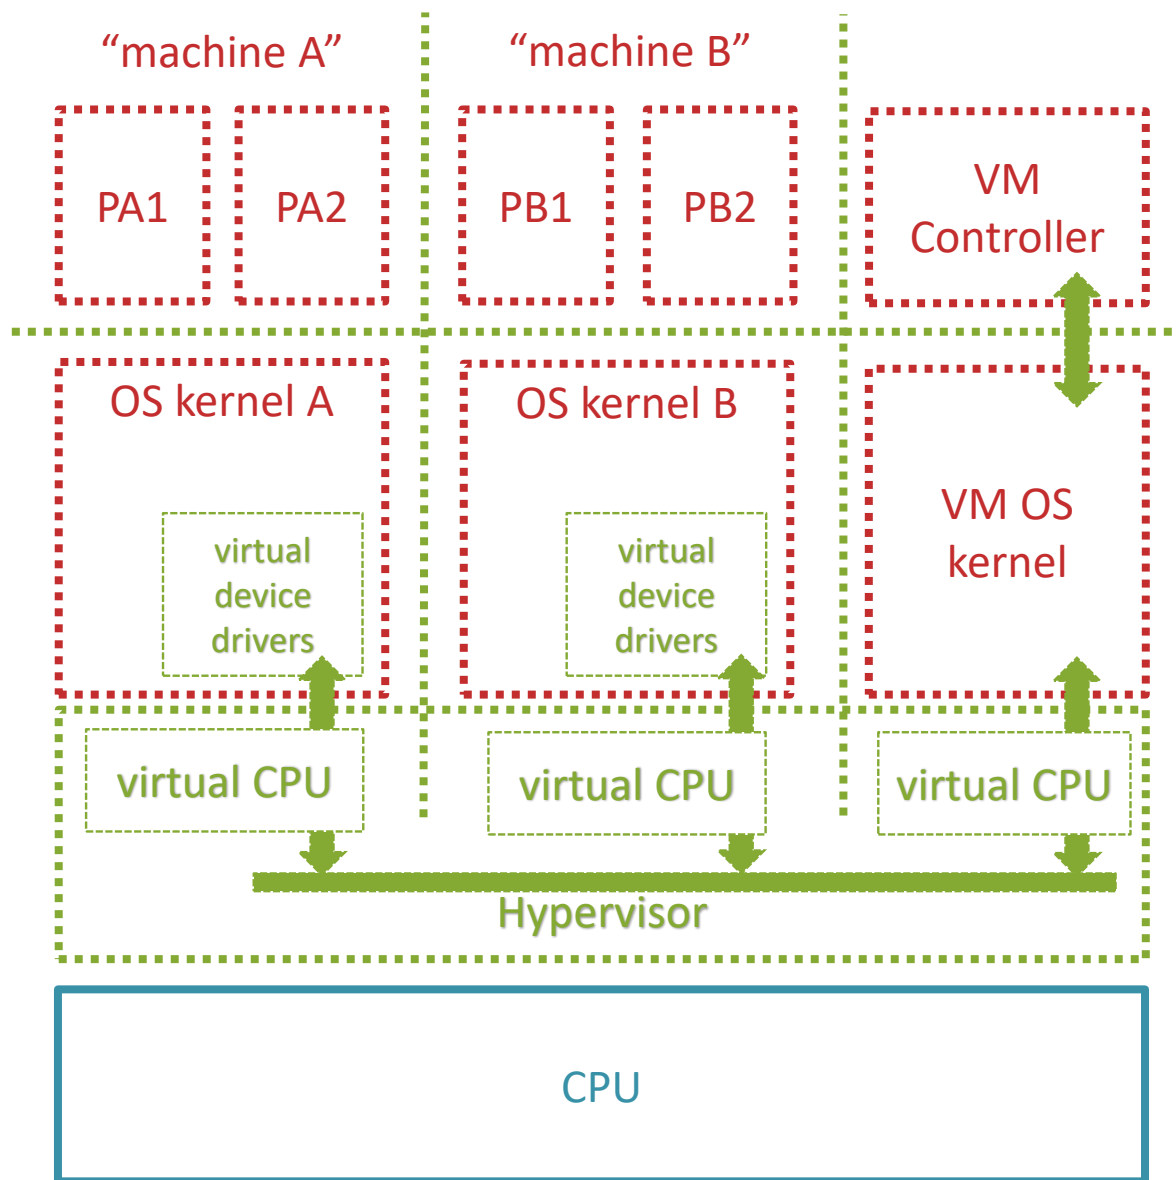 “machine A”
“machine B”
PA1
PA2
PB1
PB2
VM
Controller
OS kernel A
OS kernel B
VM OS
kernel
virtual
device
drivers
virtual
device
drivers
virtual CPU
virtual CPU
virtual CPU
Hypervisor
CPU